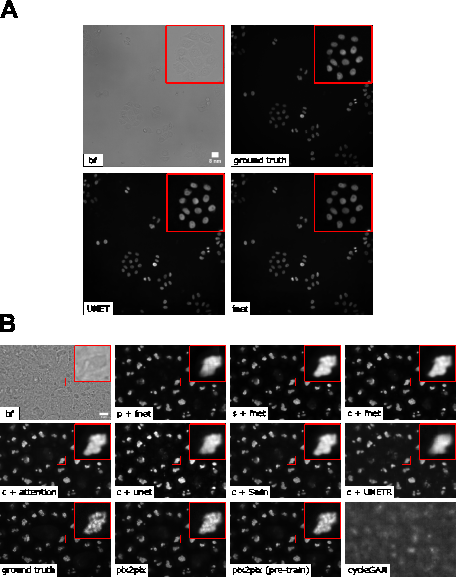 A
bf
ground truth
UNET
fnet
B
bf
p + fnet
s + fnet
c + fnet
c + attention
c + unet
c + Swin
c + UNETR
ground truth
pix2pix
pix2pix (pre-train)
cycleGAN